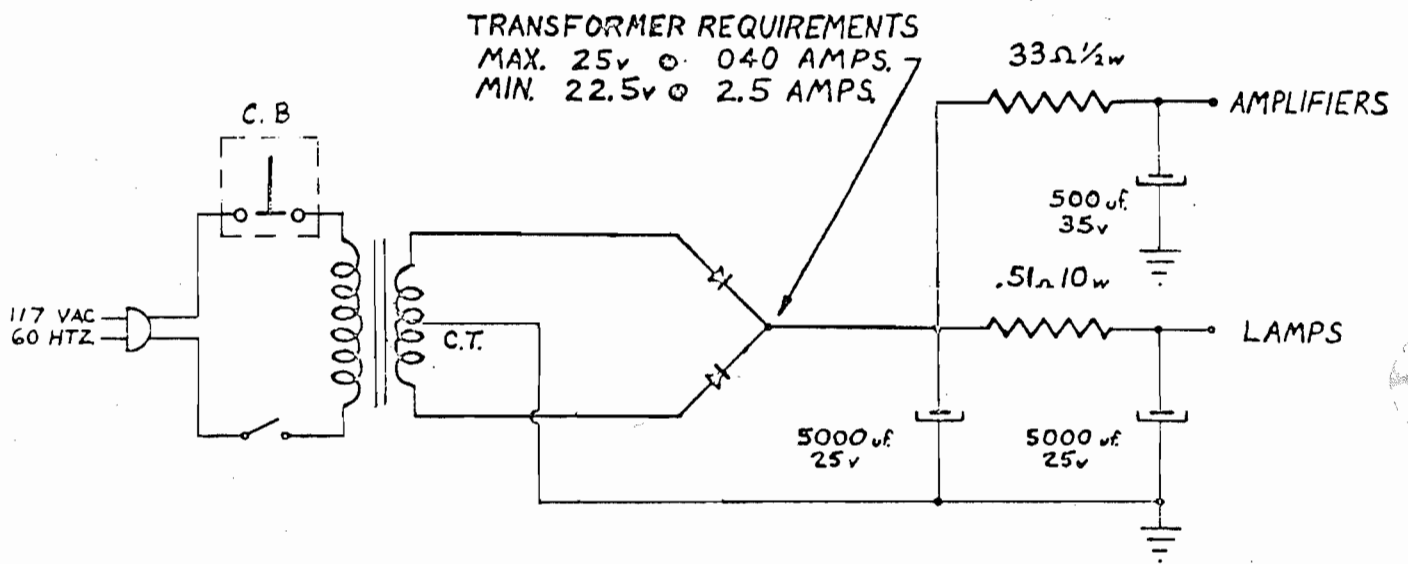 TRANSFORMER REQUIREMENTS
MAX. 25v @ 040 AMPS.
MIN. 22.5v @ 2.5 AMPS.
33Ω 1/2w
C. B
AMPLIFIERS
500 uf.
35v
.51Ω 10w
117 VAC
60 HTZ
C.T.
LAMPS
5000 uf.
25v
5000 uf.
25v